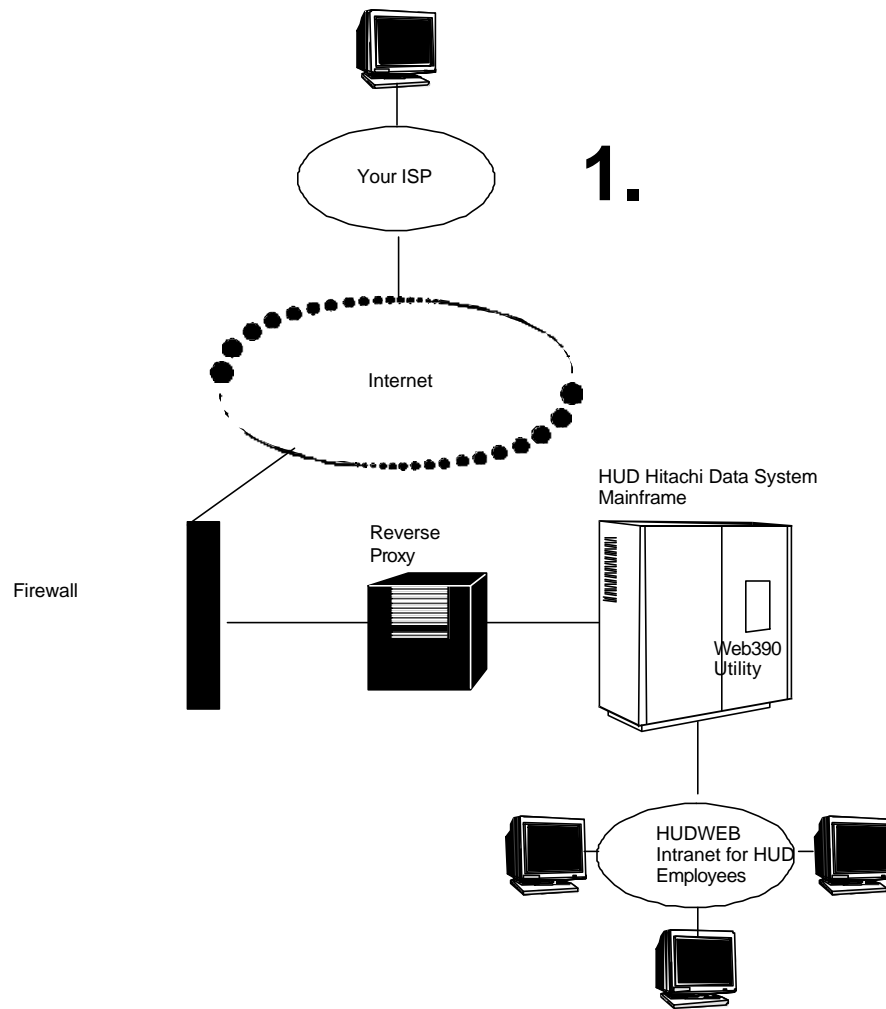 Your ISP
1.
Internet
HUD Hitachi Data System
Mainframe
Reverse
Proxy
Firewall
Web390
Utility
HUDWEB
Intranet for HUD
Employees